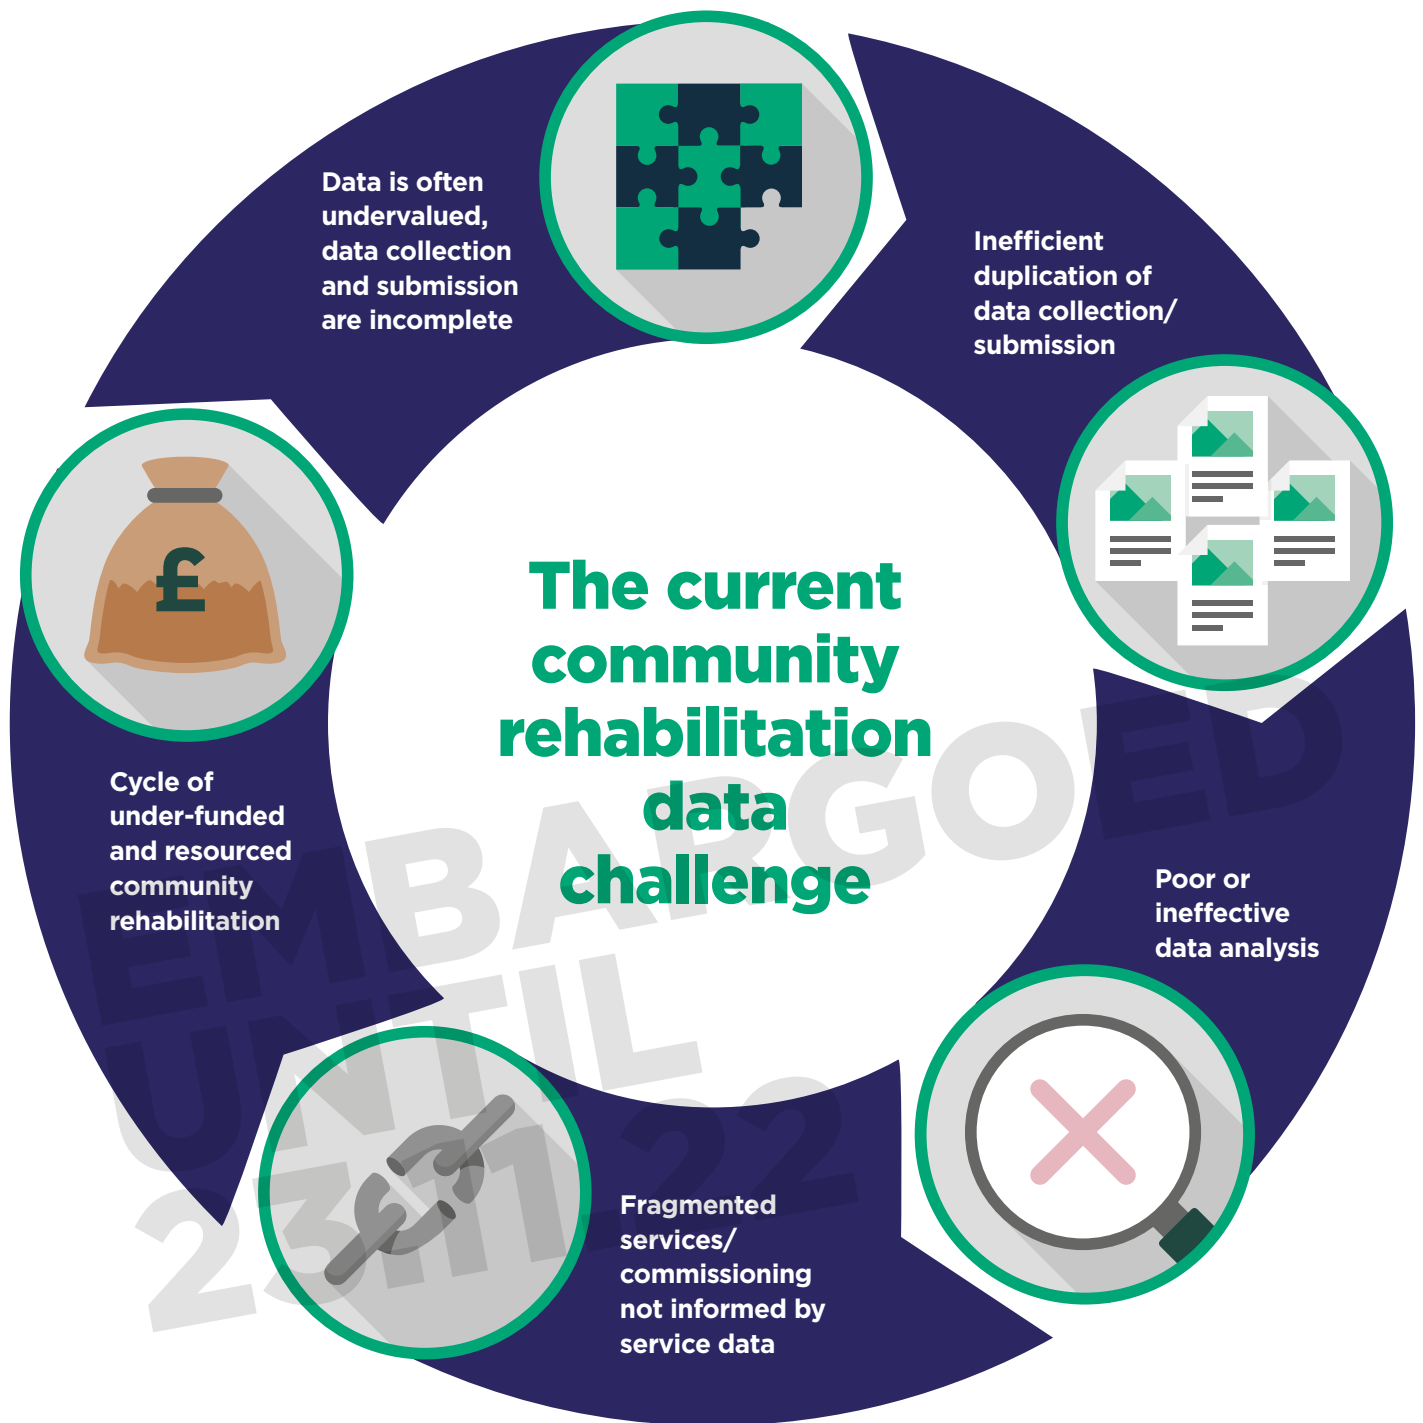 Data is often
undervalued,
data collection
and submission
are incomplete
Inefficient
duplication of
data collection/
submission
The current
community
rehabilitation
data
challenge
Cycle of
under-funded
and resourced
community
rehabilitation
£
Poor or
ineffective
data analysis
Fragmented
services/
commissioning
not informed by
service data
EMBARGOED
UNTIL
23.11.22